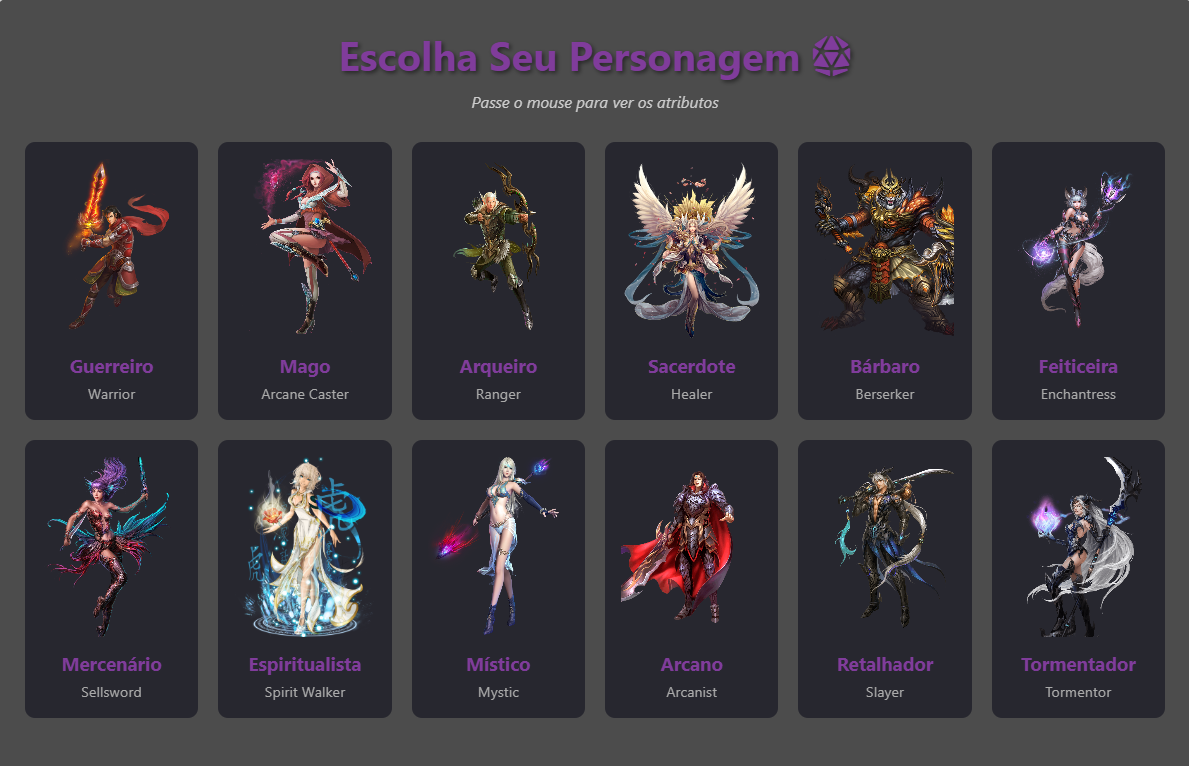 Escolha Seu Personagem
Passe o mouse para ver os atributos
Guerreiro
Warrior
Mago
Arcane Caster
Arqueiro
Ranger
Sacerdote
Healer
Bárbaro
Berserker
Feiticeira
Enchantress
Mercenário
Sellsword
Espiritualista
Spirit Walker
Místico
Mystic
Arcano
Arcanist
Retalhador
Slayer
Tormentador
Tormentor